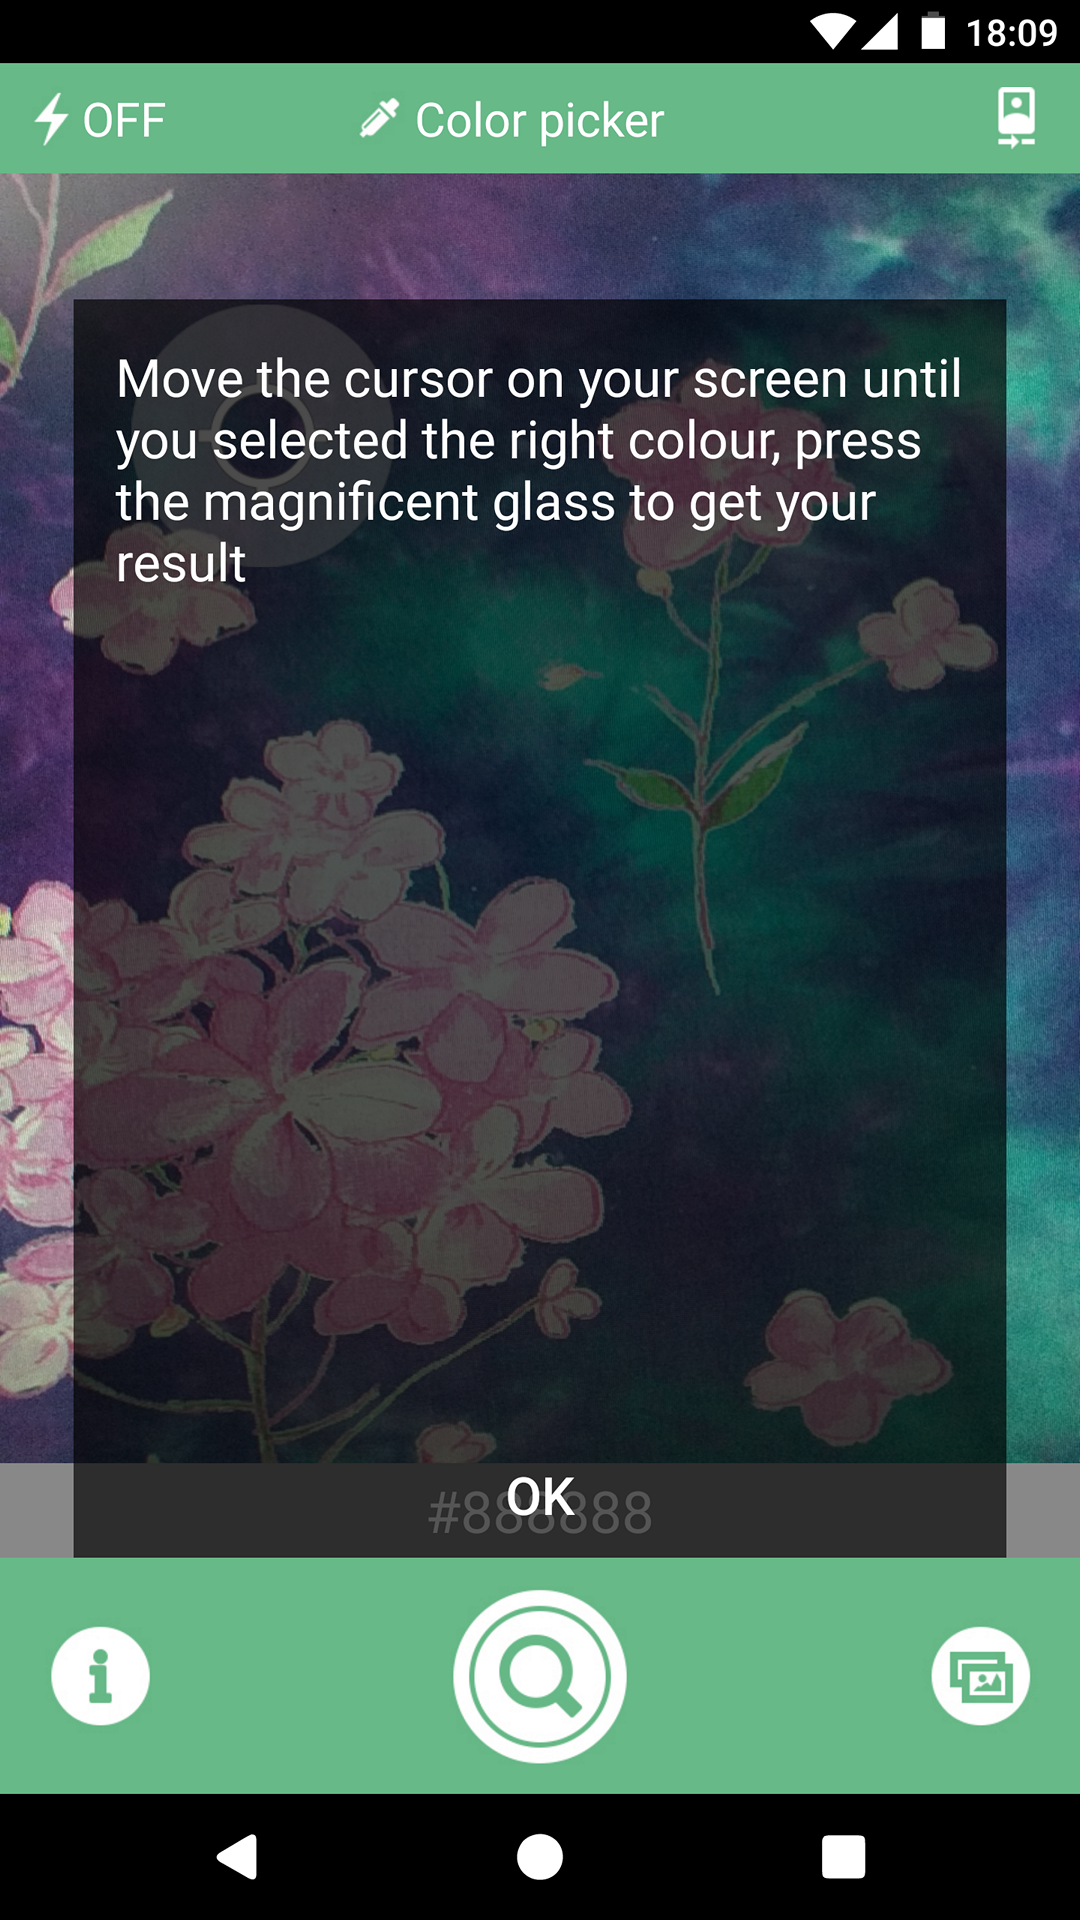 18:09
OFF
Color picker
Move the cursor on your screen until
you selected the right colour, press
the magnificent glass to get your
result
OK
#888888